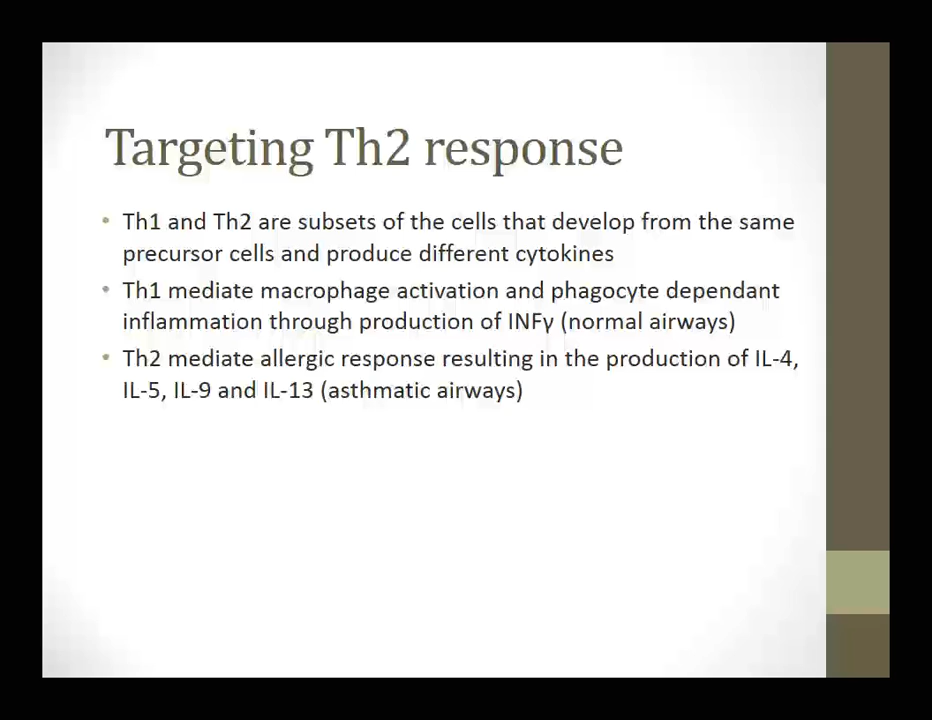 Targeting Th2 response
• Th1 and Th2 are subsets of the cells that develop from the same
precursor cells and produce different cytokines
• Th1 mediate macrophage activation and phagocyte dependant
inflammation through production of INFγ (normal airways)
• Th2 mediate allergic response resulting in the production of IL-4,
IL-5, IL-9 and IL-13 (asthmatic airways)